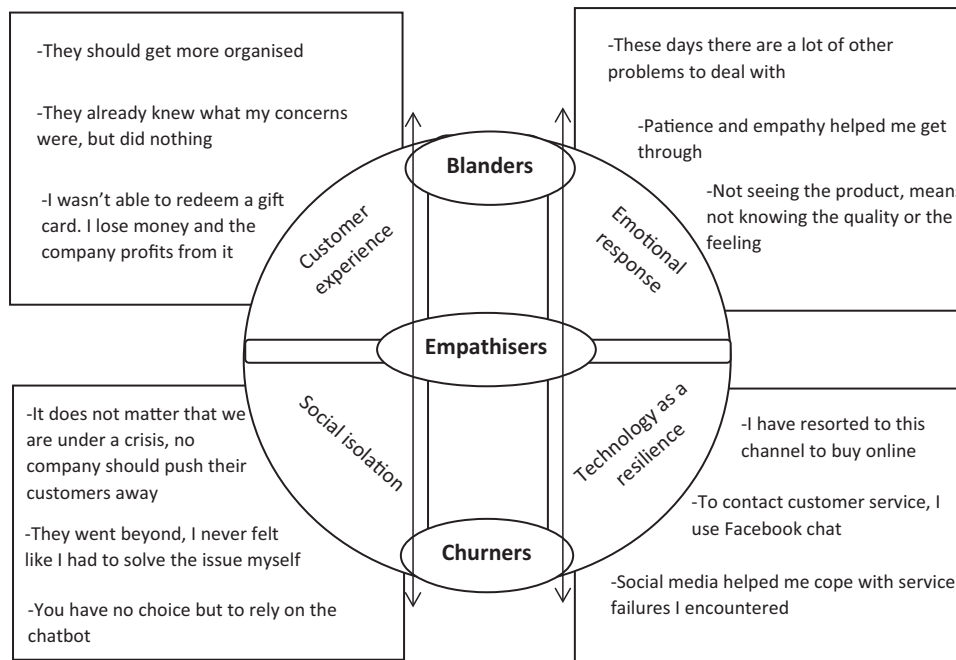 -They should get more organised
-They already knew what my concerns
were, but did nothing
-I wasn't able to redeem a gift
card. I lose money and the
company profits from it
-These days there are a lot of other
problems to deal with
-Patience and empathy helped me get
through
-Not seeing the product, means
not knowing the quality or the
feeling
Blanders
Customer
experience
Emotional
response
Empathisers
Social isolation
Technology as a
resilience
Churners
-It does not matter that we
are under a crisis, no
company should push their
customers away
-They went beyond, I never felt
like I had to solve the issue myself
-You have no choice but to rely on the
chatbot
-I have resorted to this
channel to buy online
-To contact customer service, I
use Facebook chat
-Social media helped me cope with service
failures I encountered